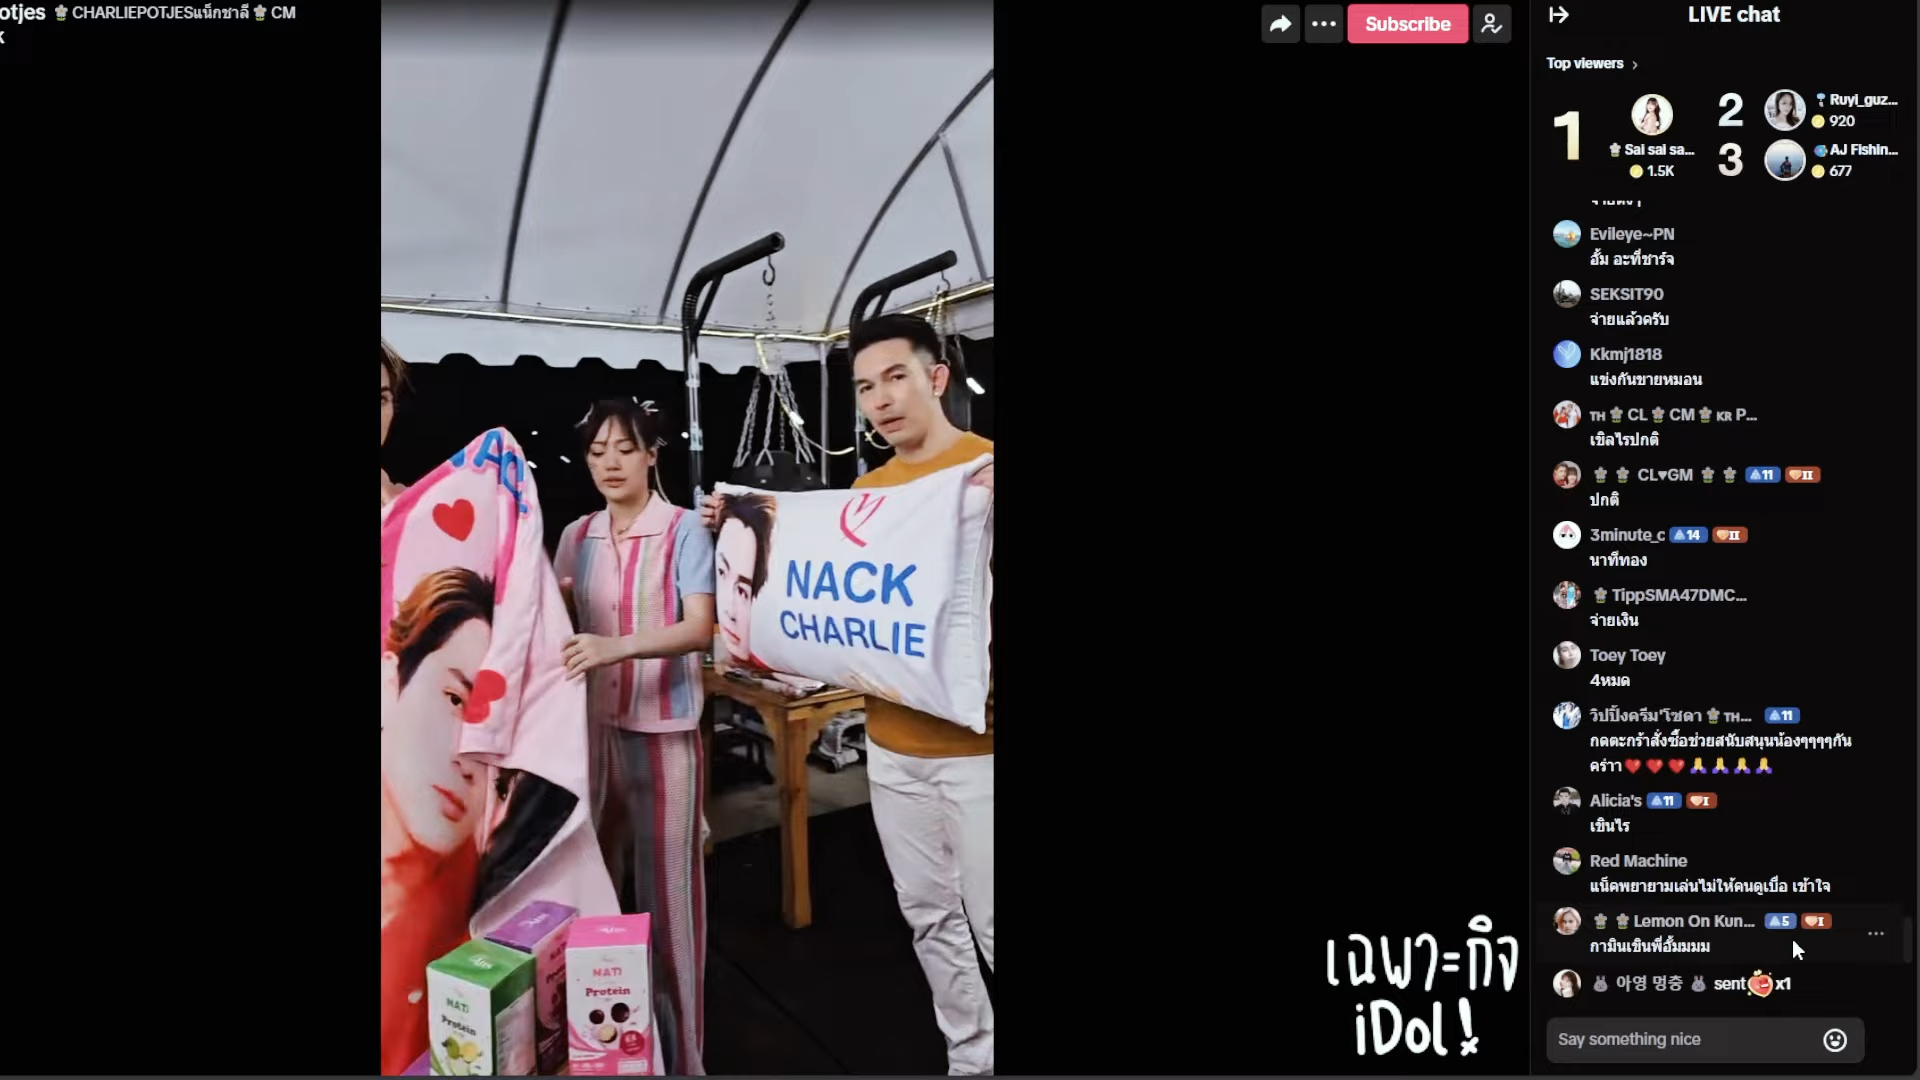 otjes CHARLIEPOTJESแน็กชาลี CM
Subscribe
LIVE chat
Top viewers
1
Sai sai sa...
1.5K
2
Ruyi_guz...
920
3
AJ Fishin...
677
Evileye~PN
อั้ม อะที่ชาร์จ
SEKSIT90
จ่ายแล้วครับ
Kkmj1818
แข่งกันขายหมอน
TH CL CM KR P...
เขิลไรปกติ
CL♥GM 11 II
ปกติ
3minute_c 14 II
นาทีทอง
TippSMA47DMC...
จ่ายเงิน
Toey Toey
4หมด
วิปปิ้งครีม'โซดา TH... 11
กดตะกร้าสั่งซื้อช่วยสนับสนุนน้องๆๆๆๆกัน
คร่าา❤️❤️❤️🙏🙏🙏🙏
Alicia's 11 I
เขินไร
Red Machine
แน็คพยายามเล่นไม่ให้คนดูเบื่อ เข้าใจ
Lemon On Kun... 5 I
กามินเขินพี่อั้มมมม
아영 멍충 sent x1
Say something nice
NACK
CHARLIE
NATI
Protein
NATI
Protein
เฉพาะกิจ
iDol!